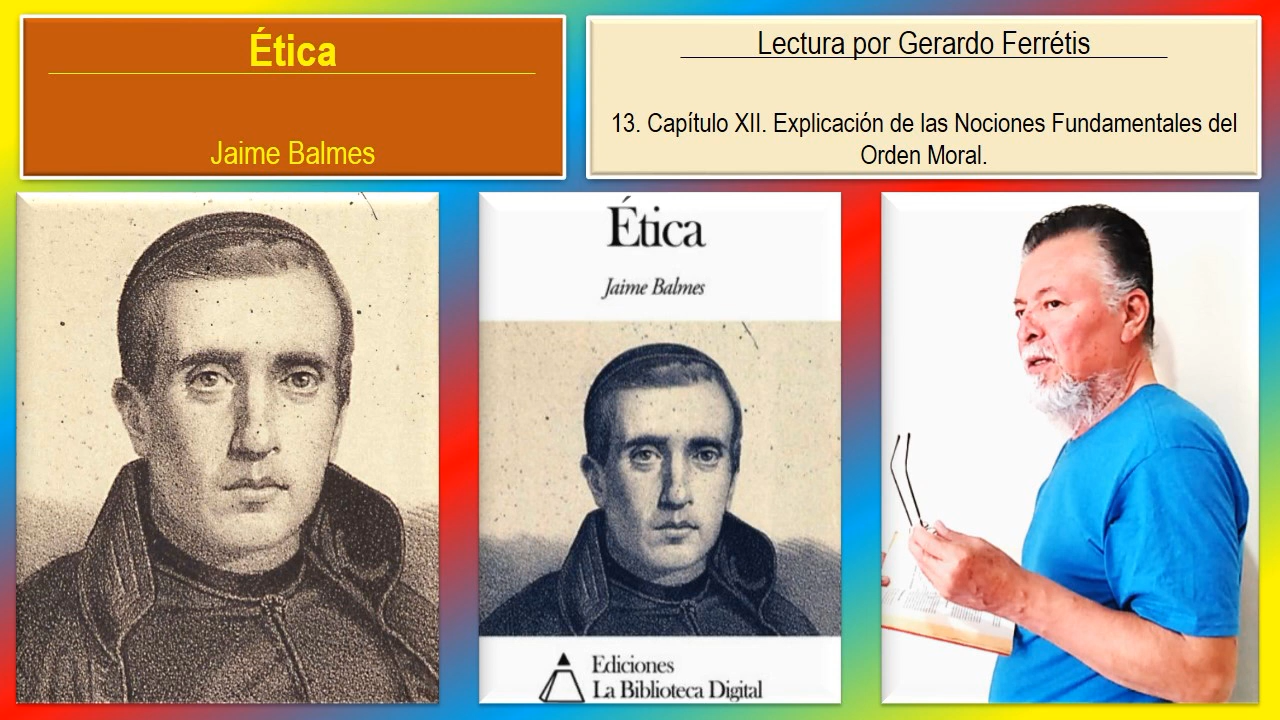 Ética
Jaime Balmes
Lectura por Gerardo Ferrétis
13. Capítulo XII. Explicación de las Nociones Fundamentales del
Orden Moral.
Ética
Jaime Balmes
Ediciones
La Biblioteca Digital